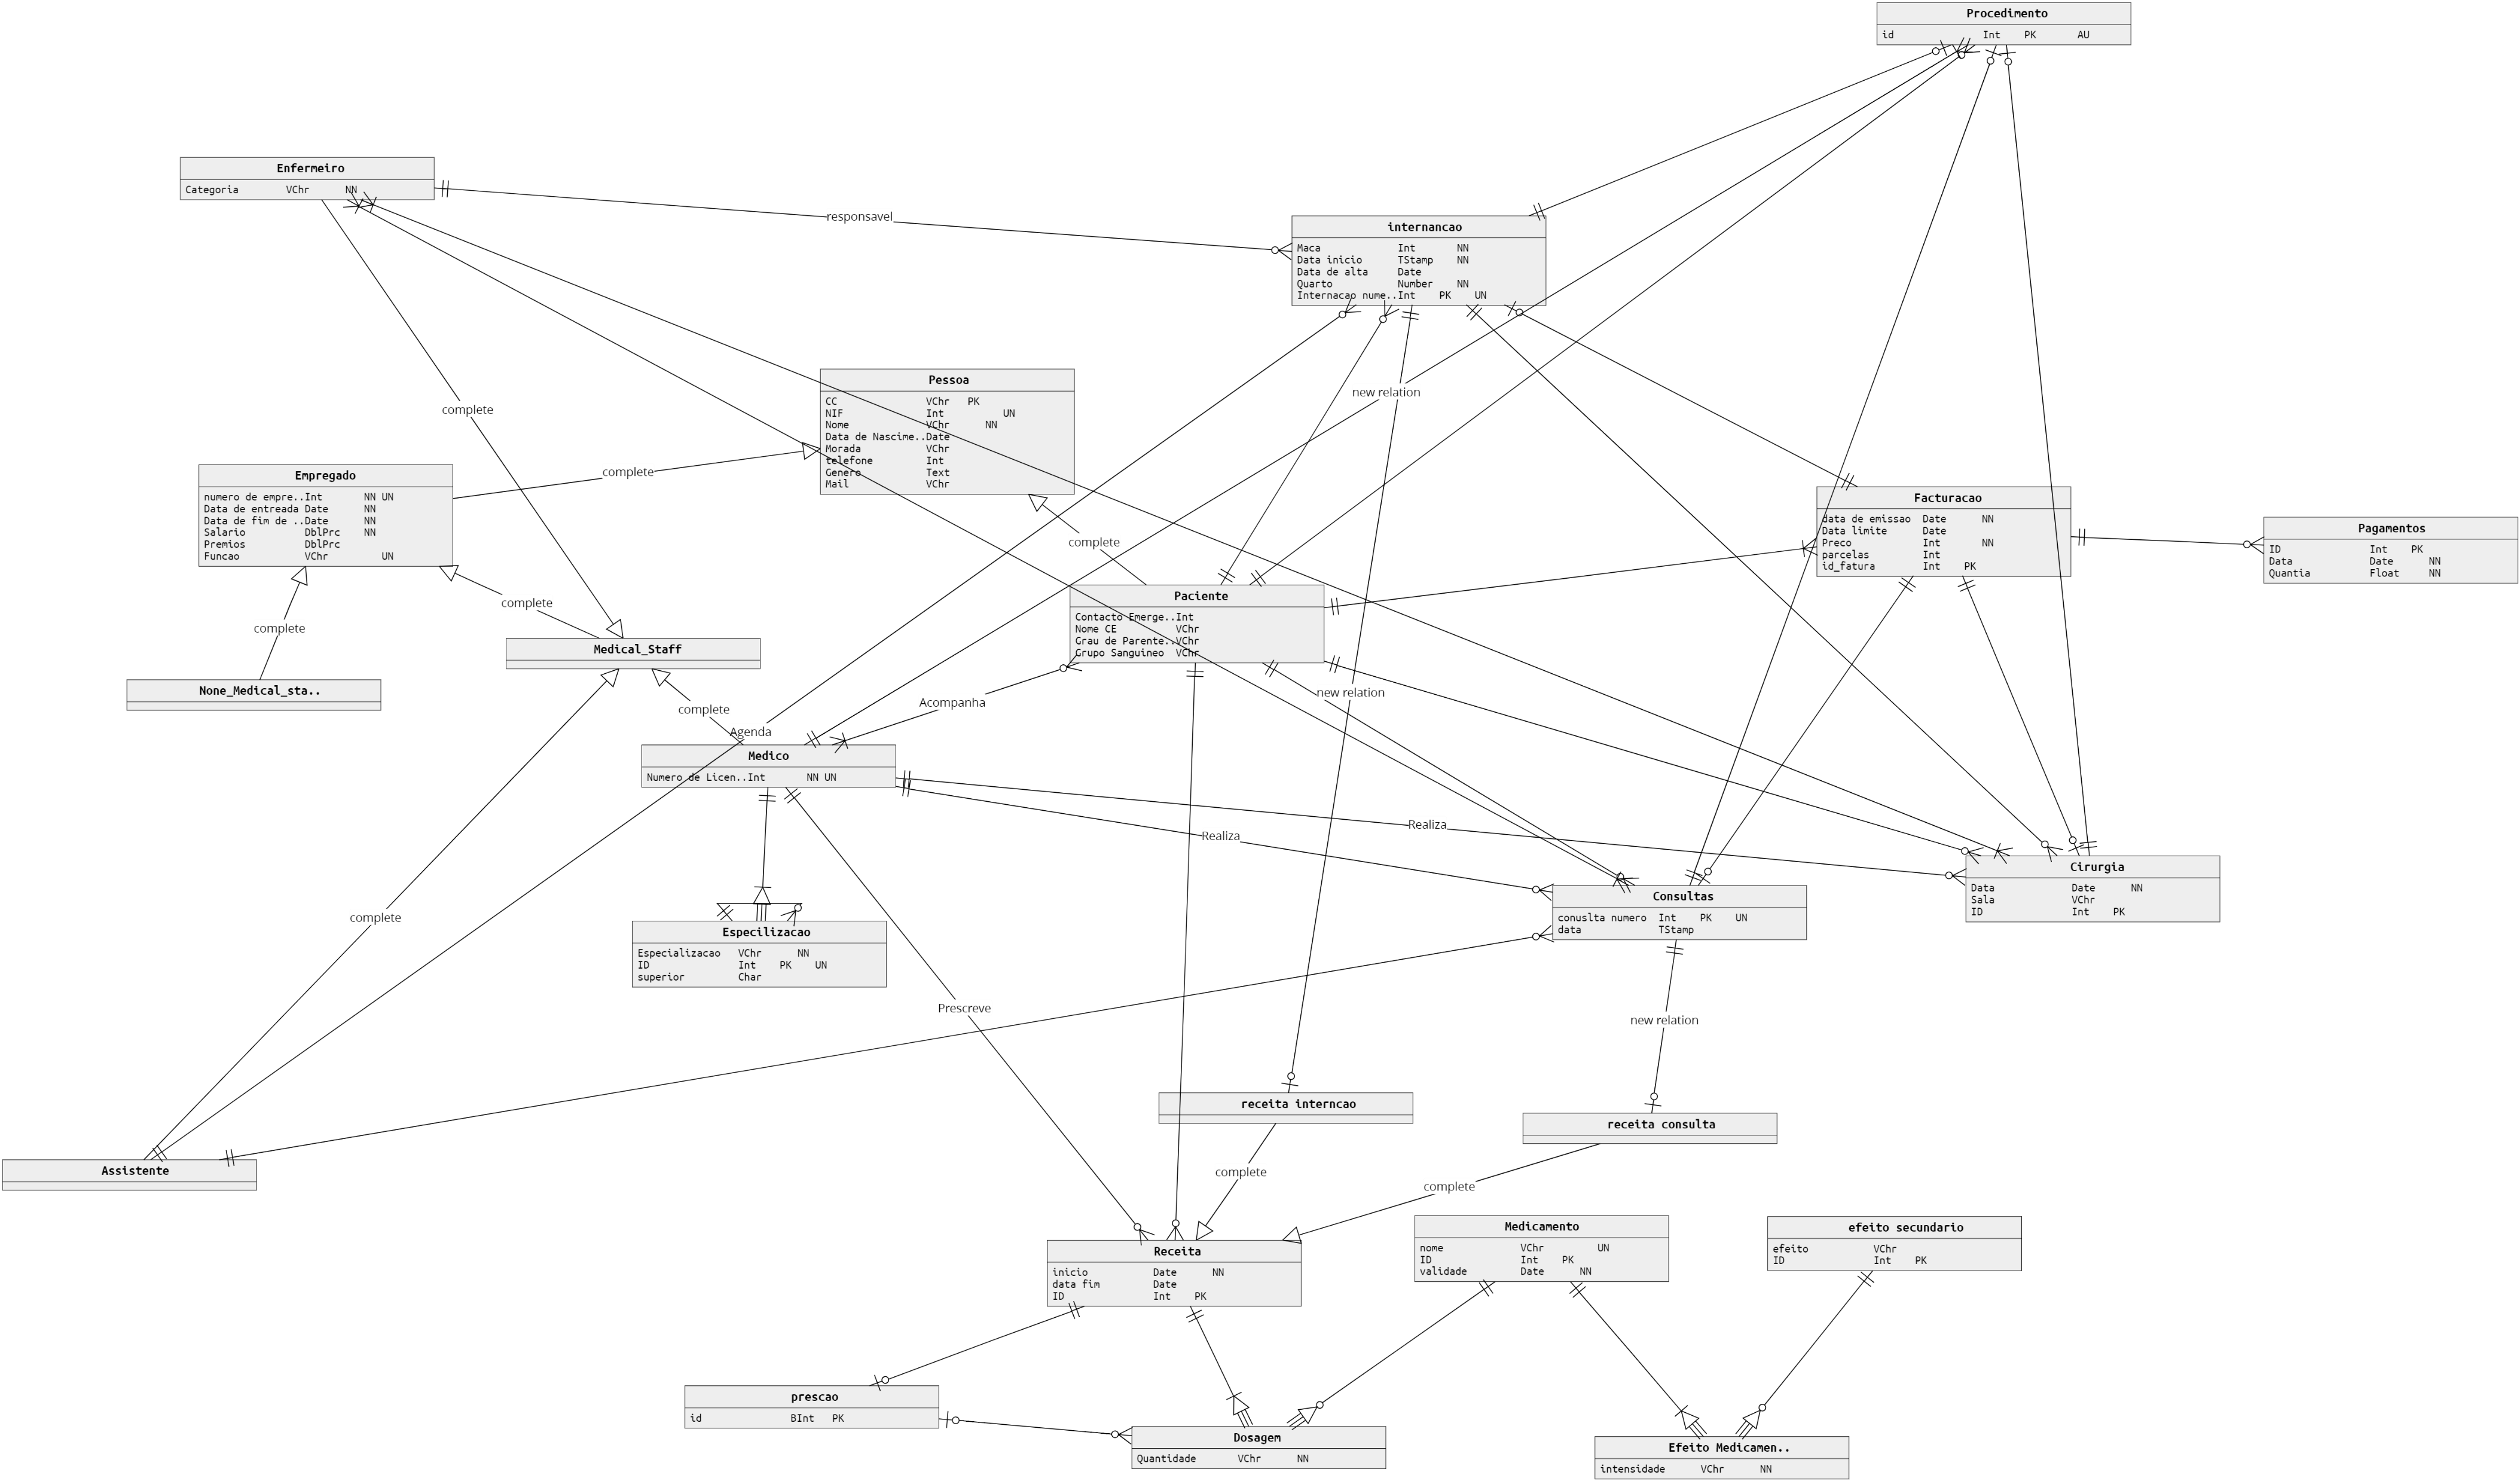 Procedimento
id Int PK AU
Enfermeiro
Categoria VChr NN
responsavel
internancao
Maca Int NN
Data inicio TStamp NN
Data de alta Date
Quarto Number NN
Internacao nume.. Int PK UN
new relation
complete
Pessoa
CC VChr PK
NIF Int UN
Nome VChr NN
Data de Nascime.. Date
Morada VChr
telefone Int
Genero Text
Mail VChr
complete
Empregado
numero de empre.. Int NN UN
Data de entreada Date NN
Data de fim de .. Date NN
Salario DblPrc NN
Premios DblPrc
Funcao VChr UN
Facturacao
data de emissao Date NN
Data limite Date
Preco Int NN
parcelas Int
id_fatura Int PK
Pagamentos
ID Int PK
Data Date NN
Quantia Float NN
complete
complete
complete
Paciente
Contacto Emerge.. Int
Nome CE VChr
Grau de Parente.. VChr
Grupo Sanguineo VChr
Medical_Staff
None_Medical_sta..
new relation
Acompanha
complete
Agenda
Medico
Numero de Licen.. Int NN UN
Realiza
Realiza
Cirurgia
Data Date NN
Sala VChr
ID Int PK
Consultas
conuslta numero Int PK UN
data TStamp
complete
Especilizacao
Especializacao VChr NN
ID Int PK UN
superior Char
Prescreve
new relation
receita interncao
receita consulta
Assistente
complete
complete
Receita
inicio Date NN
data fim Date
ID Int PK
Medicamento
nome VChr UN
ID Int PK
validade Date NN
efeito secundario
efeito VChr
ID Int PK
prescao
id BInt PK
Dosagem
Quantidade VChr NN
Efeito Medicamen..
intensidade VChr NN